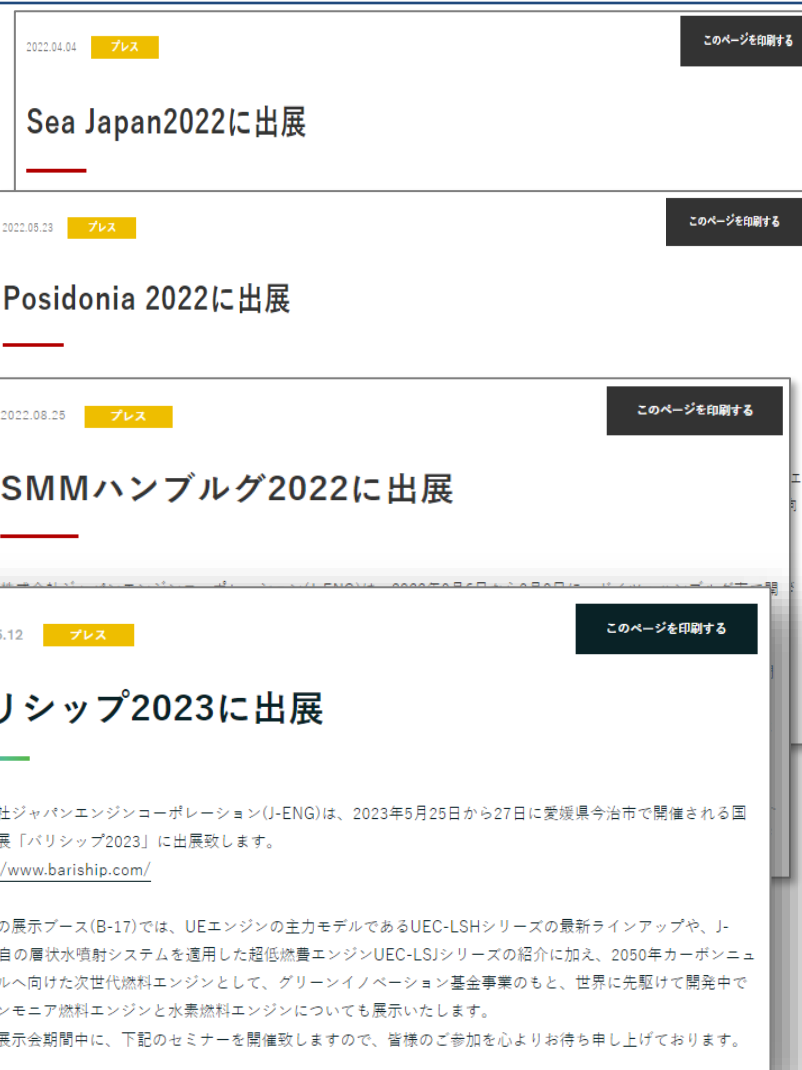 2022.04.04 プレス このページを印刷する
Sea Japan2022に出展
2022.05.23 プレス このページを印刷する
Posidonia 2022に出展
2022.08.25 プレス このページを印刷する
SMMハンブルグ2022に出展
5.12 プレス このページを印刷する
リシップ2023に出展
社ジャパンエンジンコーポレーション(J-ENG)は、2023年5月25日から27日に愛媛県今治市で開催される国
展「バリシップ2023」に出展致します。
/www.bariship.com/
の展示ブース(B-17)では、UEエンジンの主力モデルであるUEC-LSHシリーズの最新ラインアップや、J-
自の層状水噴射システムを適用した超低燃費エンジンUEC-LSJシリーズの紹介に加え、2050年カーボンニュ
ルへ向けた次世代燃料エンジンとして、グリーンイノベーション基金事業のもと、世界に先駆けて開発中で
ンモニア燃料エンジンと水素燃料エンジンについても展示いたします。
展示会期間中に、下記のセミナーを開催致しますので、皆様のご参加を心よりお待ち申し上げております。